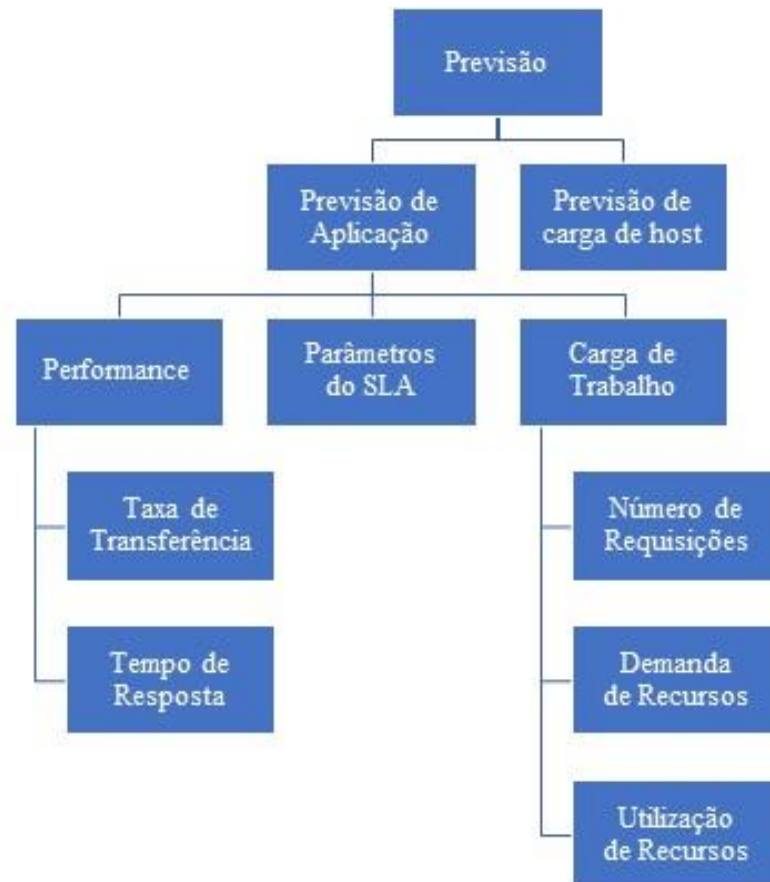 Previsão
Previsão de
Aplicação
Previsão de
carga de host
Performance
Parâmetros
do SLA
Carga de
Trabalho
Taxa de
Transferência
Número de
Requisições
Tempo de
Resposta
Demanda
de Recursos
Utilização
de Recursos